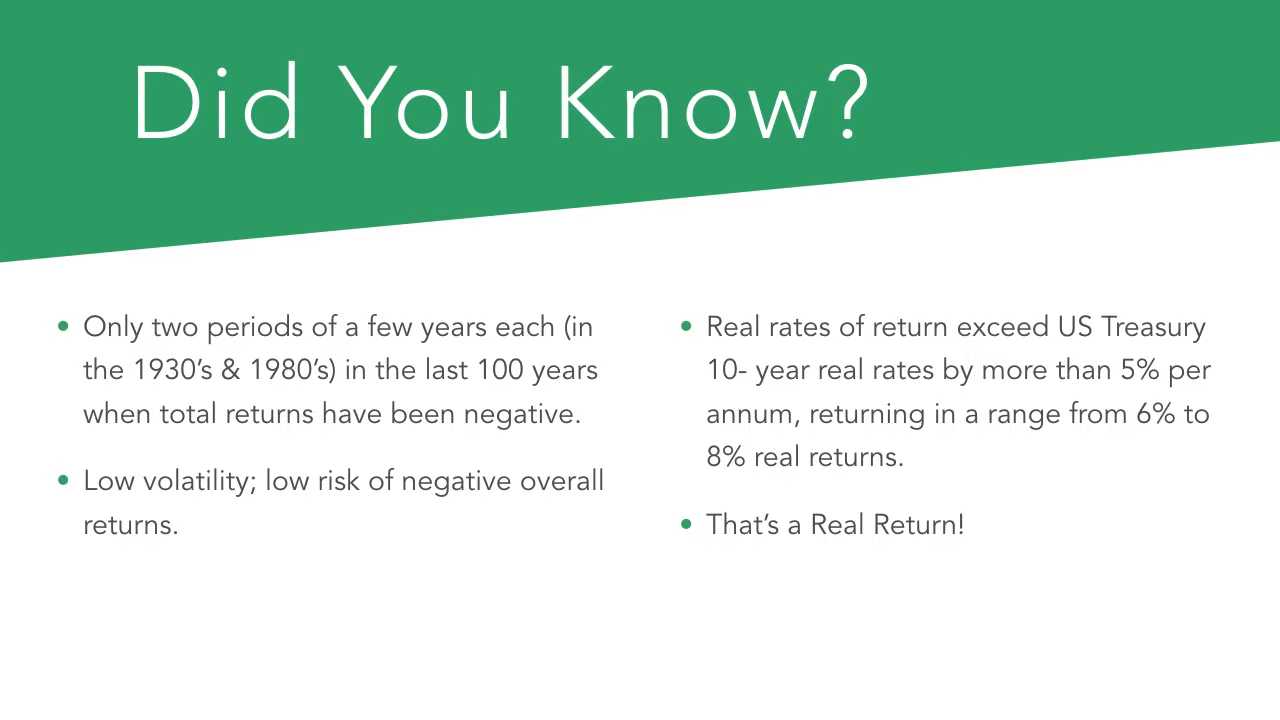 Did You Know?
• Only two periods of a few years each (in
the 1930’s & 1980’s) in the last 100 years
when total returns have been negative.
• Low volatility; low risk of negative overall
returns.
• Real rates of return exceed US Treasury
10- year real rates by more than 5% per
annum, returning in a range from 6% to
8% real returns.
• That’s a Real Return!